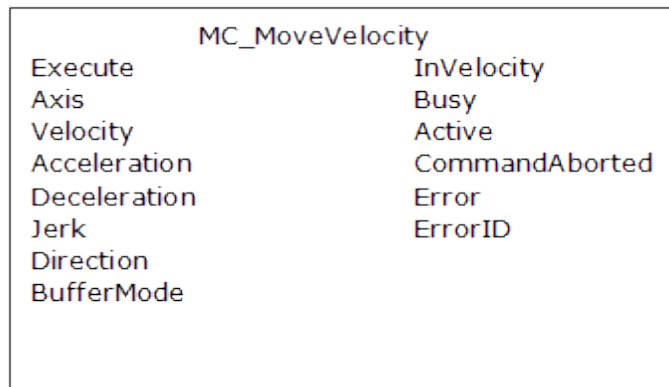 MC_MoveVelocity
Execute InVelocity
Axis Busy
Velocity Active
Acceleration CommandAborted
Deceleration Error
Jerk ErrorID
Direction
BufferMode